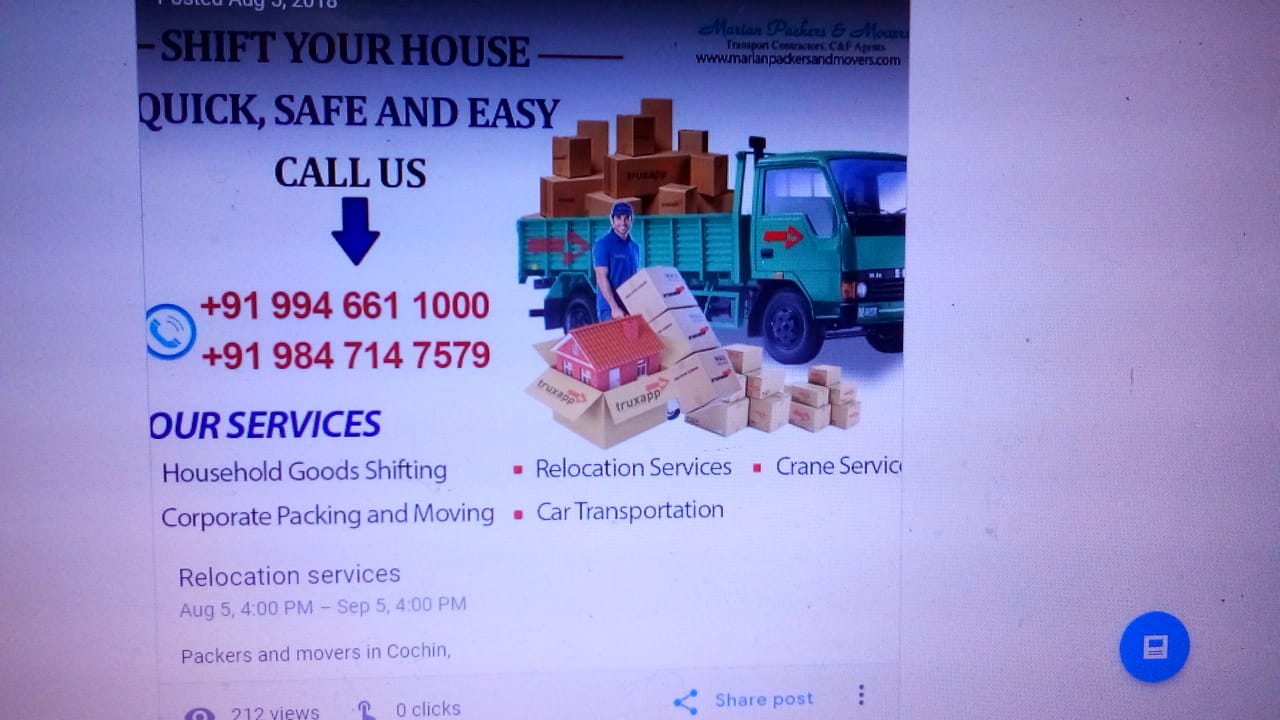 Posted Aug 5, 2018
SHIFT YOUR HOUSE
Marian Packers & Movers
Transport Contractors, C&F Agents
www.marianpackersandmovers.com
QUICK, SAFE AND EASY
CALL US
truxapp
+91 994 661 1000
+91 984 714 7579
truxapp truxapp
OUR SERVICES
Household Goods Shifting
Relocation Services
Crane Servic
Corporate Packing and Moving
Car Transportation
Relocation services
Aug 5, 4:00 PM – Sep 5, 4:00 PM
Packers and movers in Cochin,
212 views
0 clicks
Share post